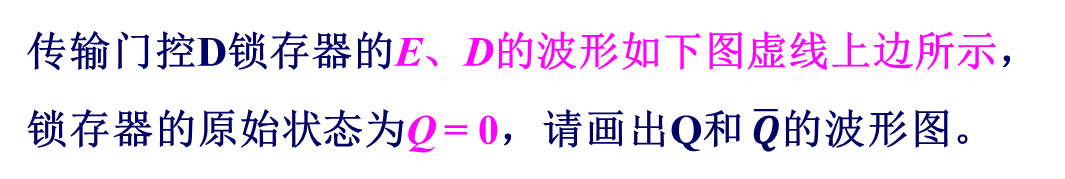 传输门控D锁存器的E、D的波形如下图虚线上边所示，
锁存器的原始状态为Q = 0，请画出Q和 Q̅的波形图。